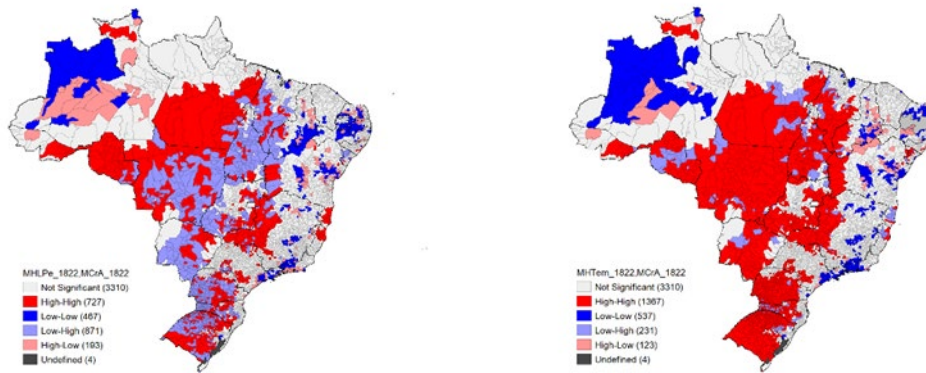 MHLPe_1822,MCrA_1822
Not Significant (3310)
High-High (727)
Low-Low (467)
Low-High (871)
High-Low (193)
Undefined (4)
MHTem_1822,MCrA_1822
Not Significant (3310)
High-High (1367)
Low-Low (537)
Low-High (231)
High-Low (123)
Undefined (4)